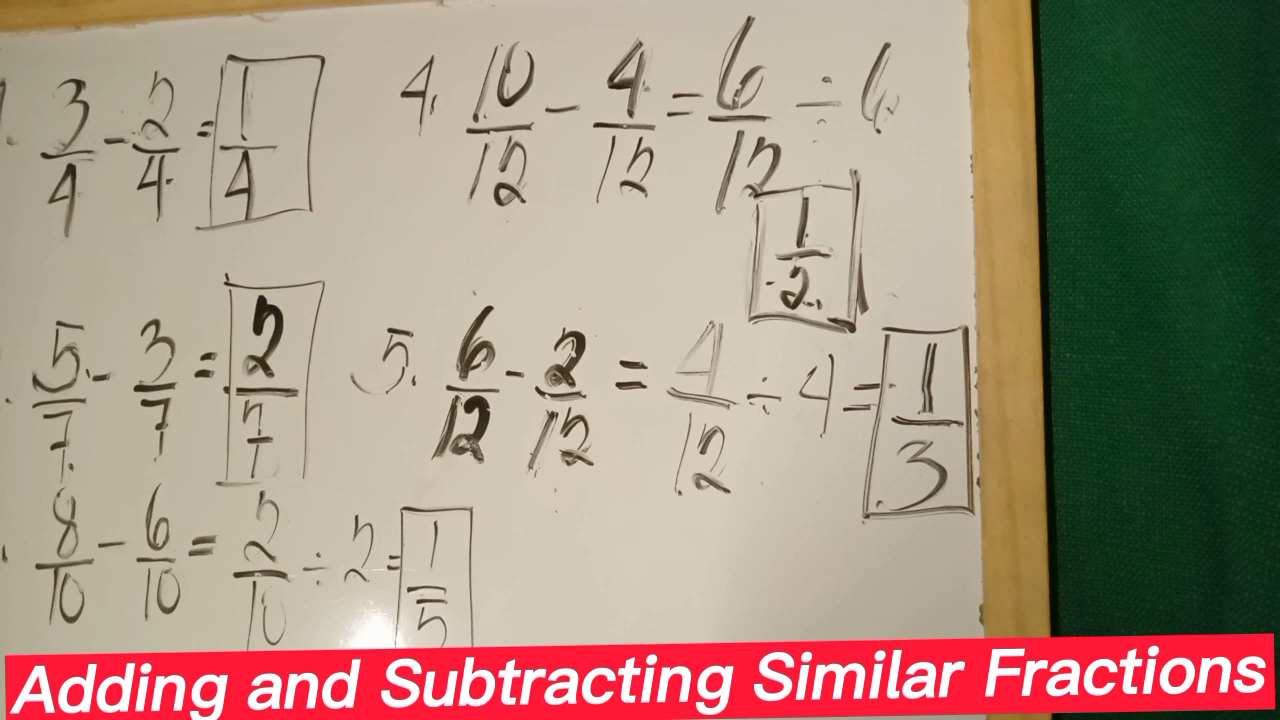 1. 3/4 - 2/4 = 1/4
5/7 - 3/7 = 2/7
8/10 - 6/10 = 2/10 ÷ 2 = 1/5
4. 10/12 - 4/12 = 6/12 ÷ 6
1/2
5. 6/12 - 2/12 = 4/12 ÷ 4 = 1/3
Adding and Subtracting Similar Fractions